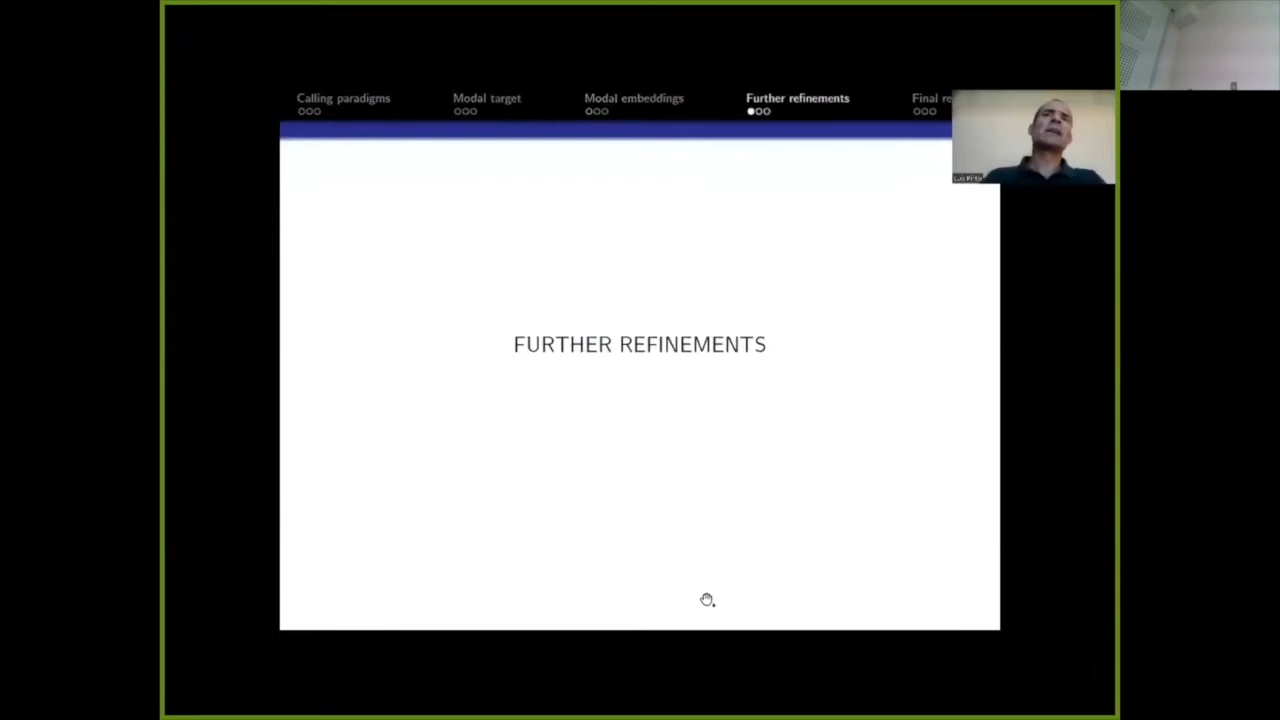 Calling paradigms
Modal target
Modal embeddings
Further refinements
Final re
FURTHER REFINEMENTS